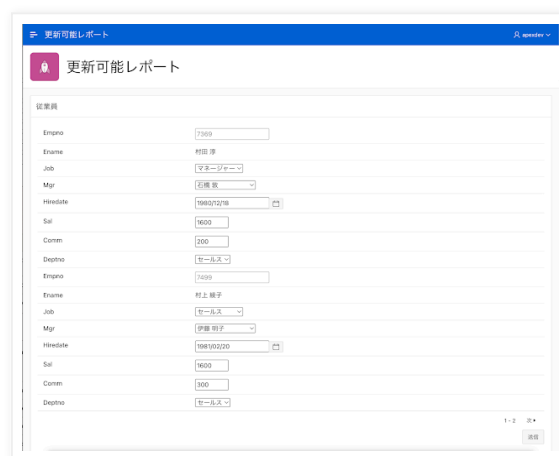 更新可能レポート
apexdev
更新可能レポート
従業員
Empno 7369
Ename 村田 淳
Job マネージャー
Mgr 石橋 敦
Hiredate 1980/12/18
Sal 1600
Comm 200
Deptno セールス
Empno 7499
Ename 村上 綾子
Job セールス
Mgr 伊藤 明子
Hiredate 1981/02/20
Sal 1600
Comm 300
Deptno セールス
1 - 2 次
送信